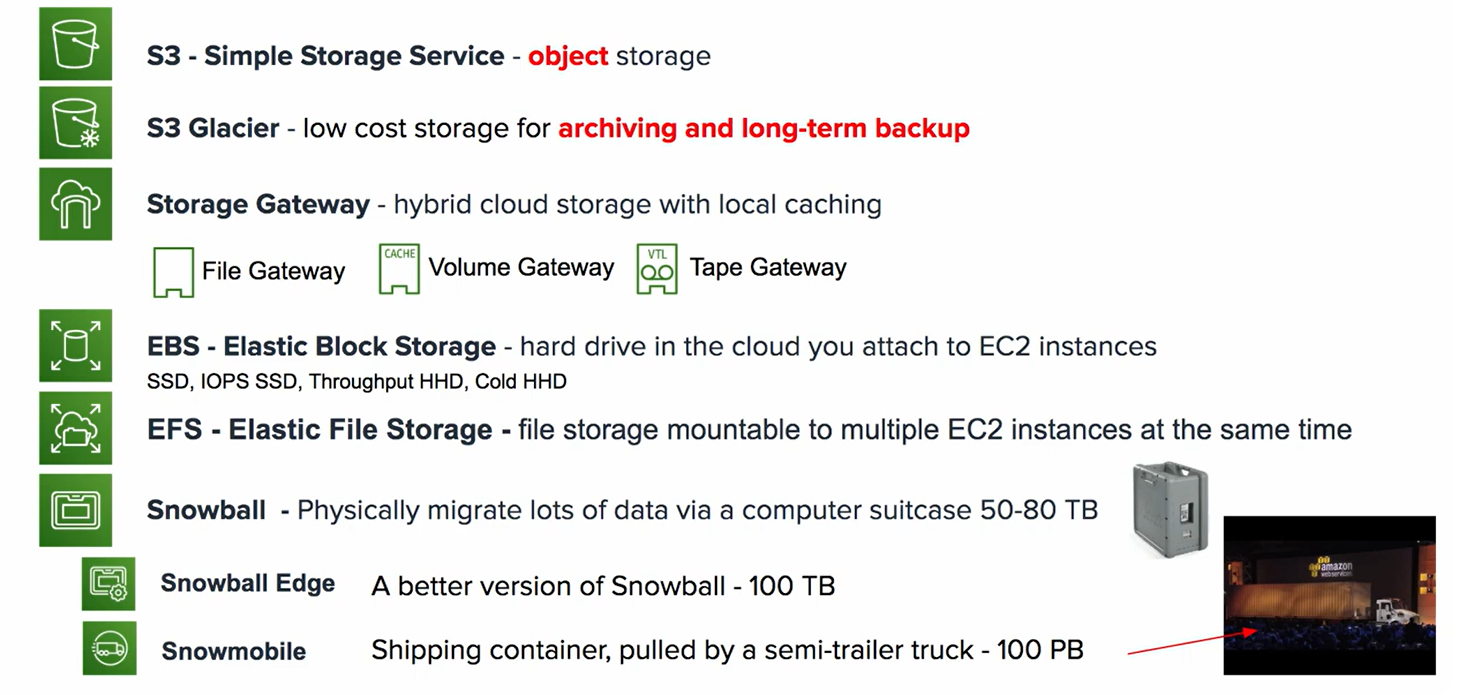 S3 - Simple Storage Service - object storage
S3 Glacier - low cost storage for archiving and long-term backup
Storage Gateway - hybrid cloud storage with local caching
File Gateway
CACHE
Volume Gateway
VTL
Tape Gateway
EBS - Elastic Block Storage - hard drive in the cloud you attach to EC2 instances
SSD, IOPS SSD, Throughput HHD, Cold HHD
EFS - Elastic File Storage - file storage mountable to multiple EC2 instances at the same time
Snowball - Physically migrate lots of data via a computer suitcase 50-80 TB
amazon
web services
Snowball Edge A better version of Snowball - 100 TB
Snowmobile Shipping container, pulled by a semi-trailer truck - 100 PB